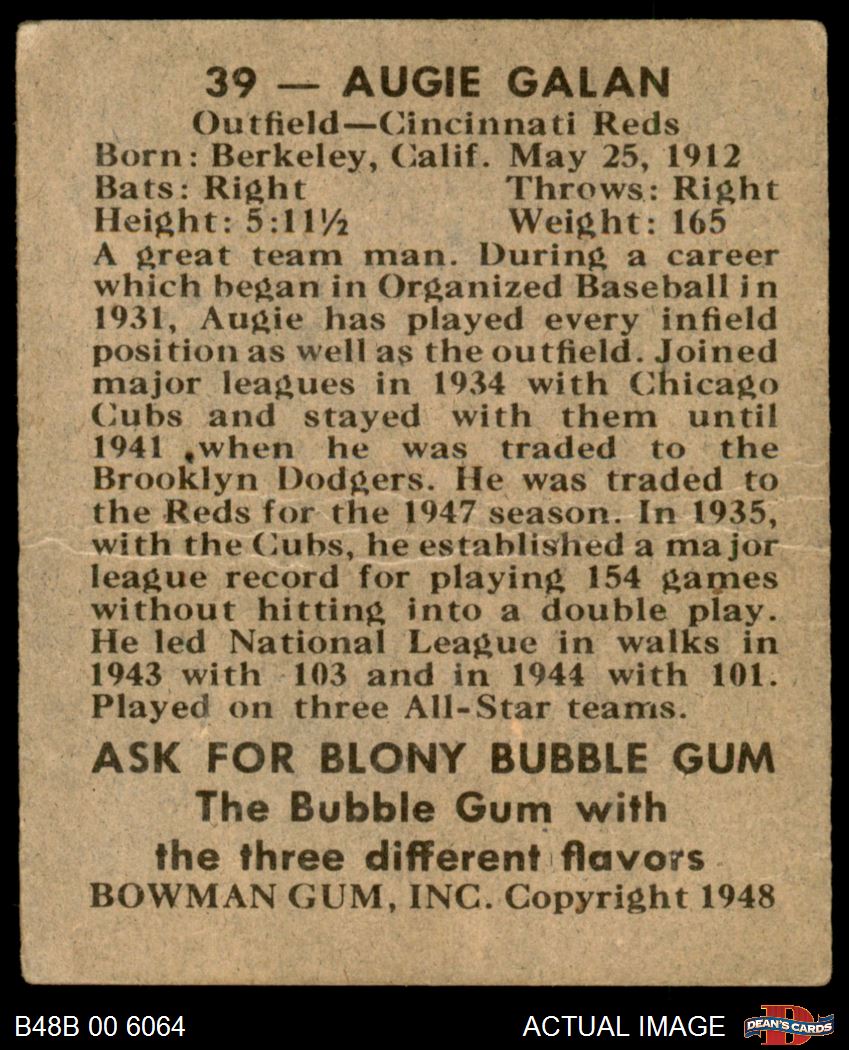 39 — AUGIE GALAN
Outfield—Cincinnati Reds
Born: Berkeley, Calif. May 25, 1912
Bats: Right Throws: Right
Height: 5:11½ Weight: 165
A great team man. During a career
which began in Organized Baseball in
1931, Augie has played every infield
position as well as the outfield. Joined
major leagues in 1934 with Chicago
Cubs and stayed with them until
1941 , when he was traded to the
Brooklyn Dodgers. He was traded to
the Reds for the 1947 season. In 1935,
with the Cubs, he established a major
league record for playing 154 games
without hitting into a double play.
He led National League in walks in
1943 with 103 and in 1944 with 101.
Played on three All-Star teams.
ASK FOR BLONY BUBBLE GUM
The Bubble Gum with
the three different flavors
BOWMAN GUM, INC. Copyright 1948
B48B 00 6064 ACTUAL IMAGE D DEAN'S CARDS